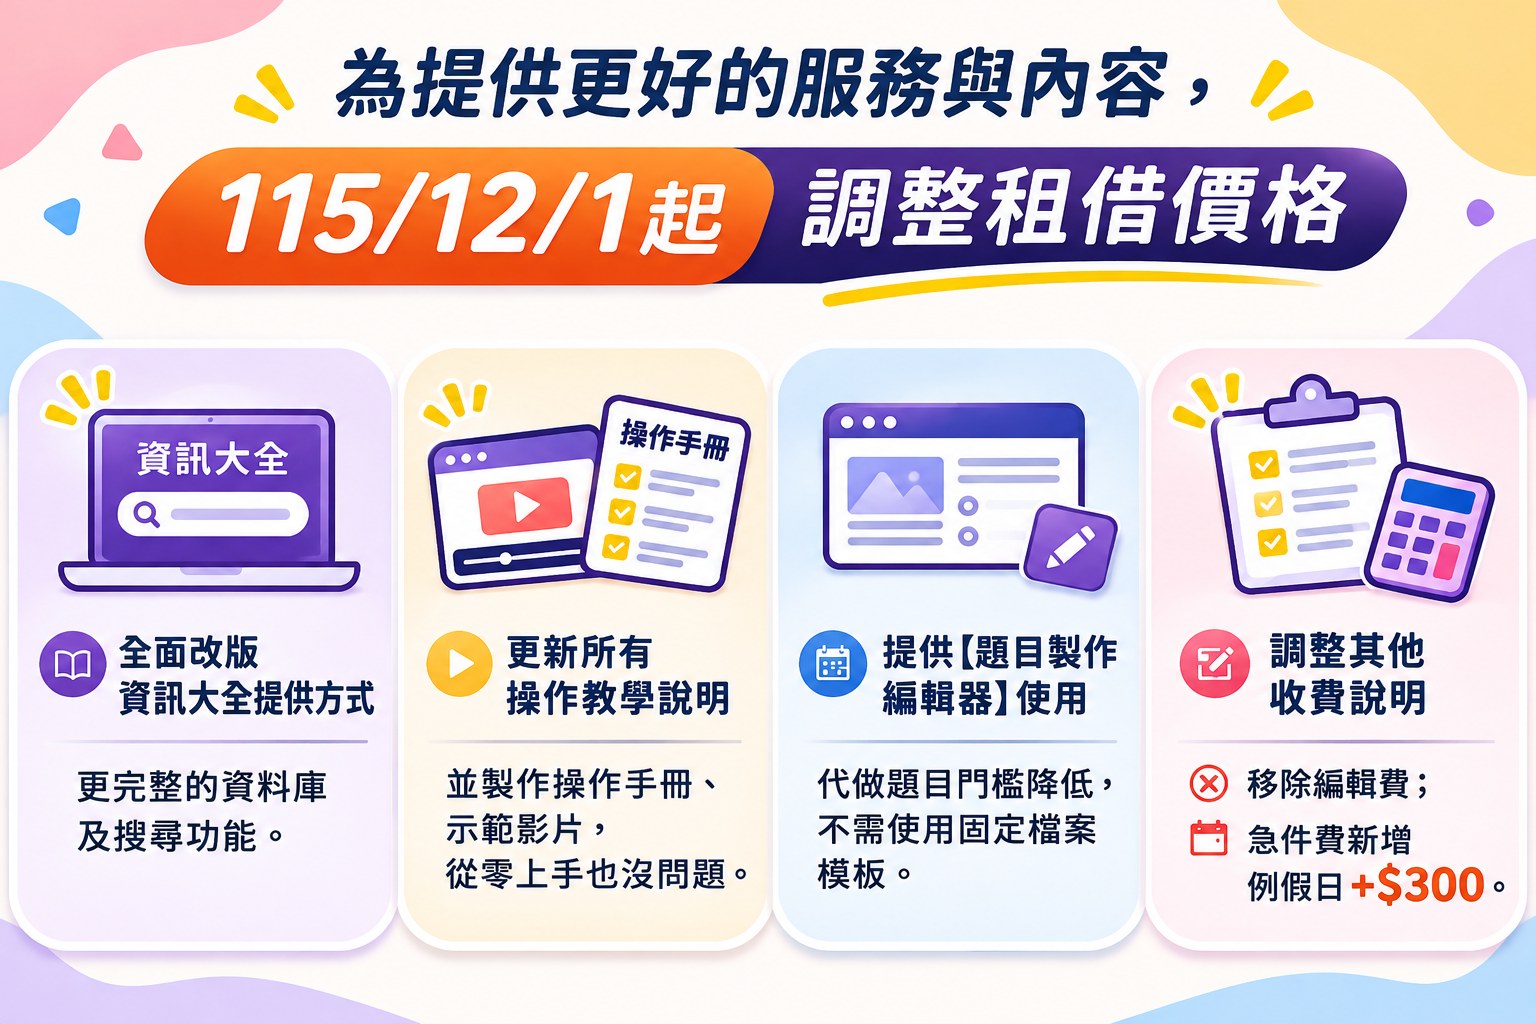 為提供更好的服務與內容，
115/12/1起 調整租借價格
資訊大全
全面改版
資訊大全提供方式
更完整的資料庫
及搜尋功能。
操作手冊
更新所有
操作教學說明
並製作操作手冊、
示範影片，
從零上手也沒問題。
提供【題目製作
編輯器】使用
代做題目門檻降低，
不需使用固定檔案
模板。
調整其他
收費說明
移除編輯費；
急件費新增
例假日+$300。